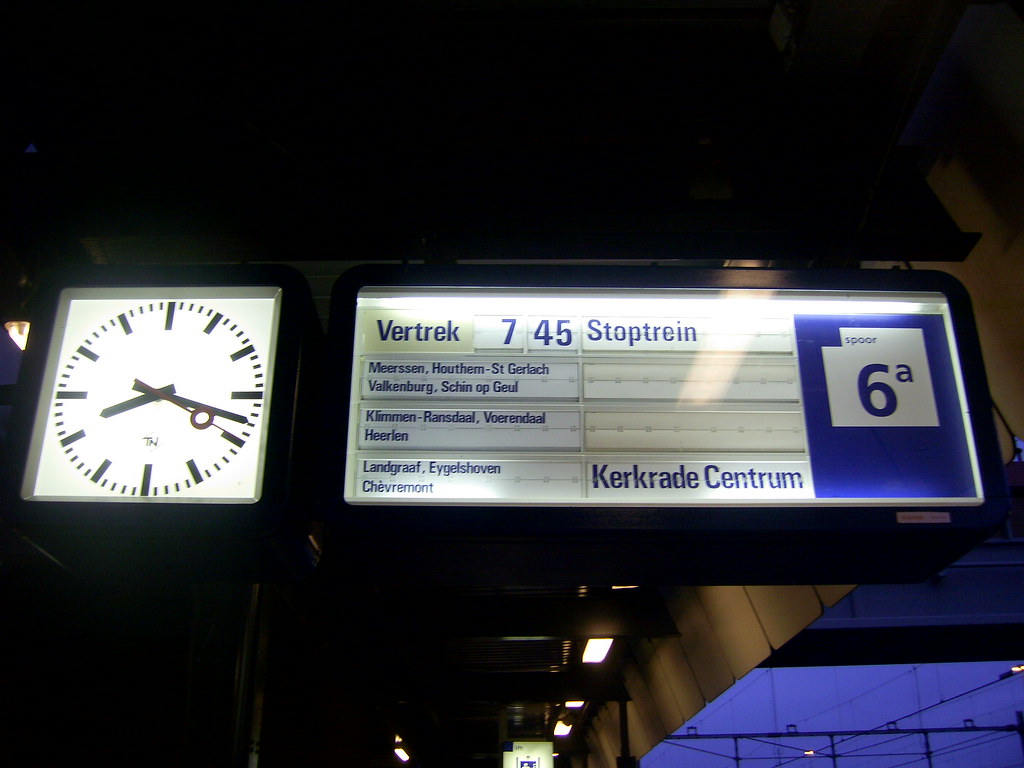 Vertrek 7 45 Stoptrein
Meerssen, Houthem-St Gerlach
Valkenburg, Schin op Geul
Klimmen-Ransdaal, Voerendaal
Heerlen
Landgraaf, Eygelshoven
Chèvremont
Kerkrade Centrum
spoor
6a
TN